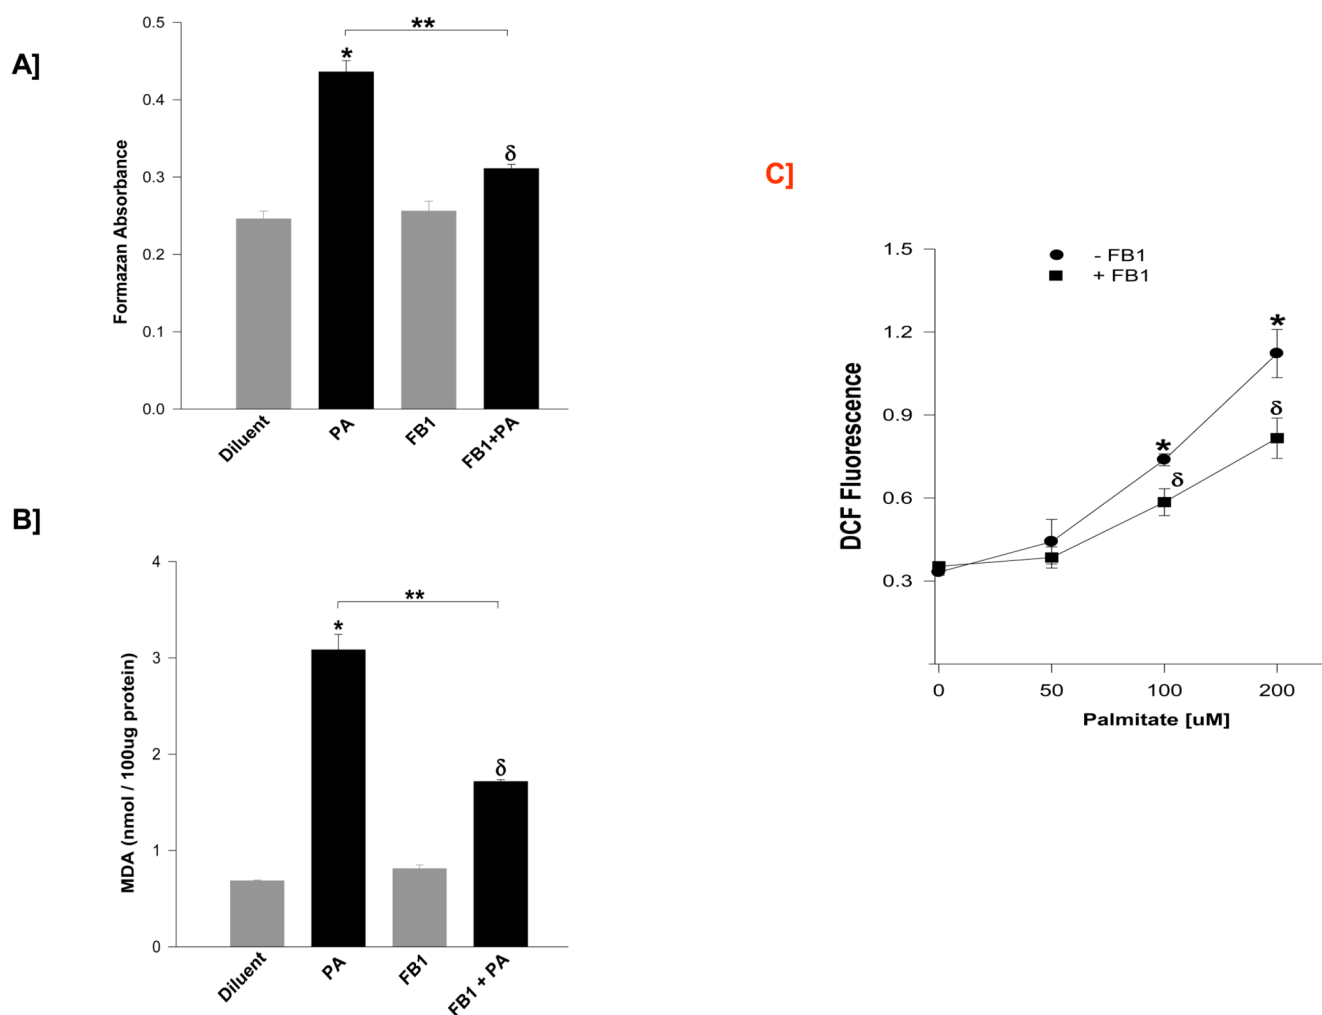 A]
0.5
0.4
0.3
0.2
0.1
0.0
Formazan Absorbance
**
*
δ
Diluent
PA
FB1
FB1+PA
B]
4
3
2
1
0
MDA (nmol / 100ug protein)
**
*
δ
Diluent
PA
FB1
FB1 + PA
C]
- FB1
+ FB1
1.5
1.2
0.9
0.6
0.3
DCF Fluorescence
*
*
δ
δ
0
50
100
200
Palmitate [uM]